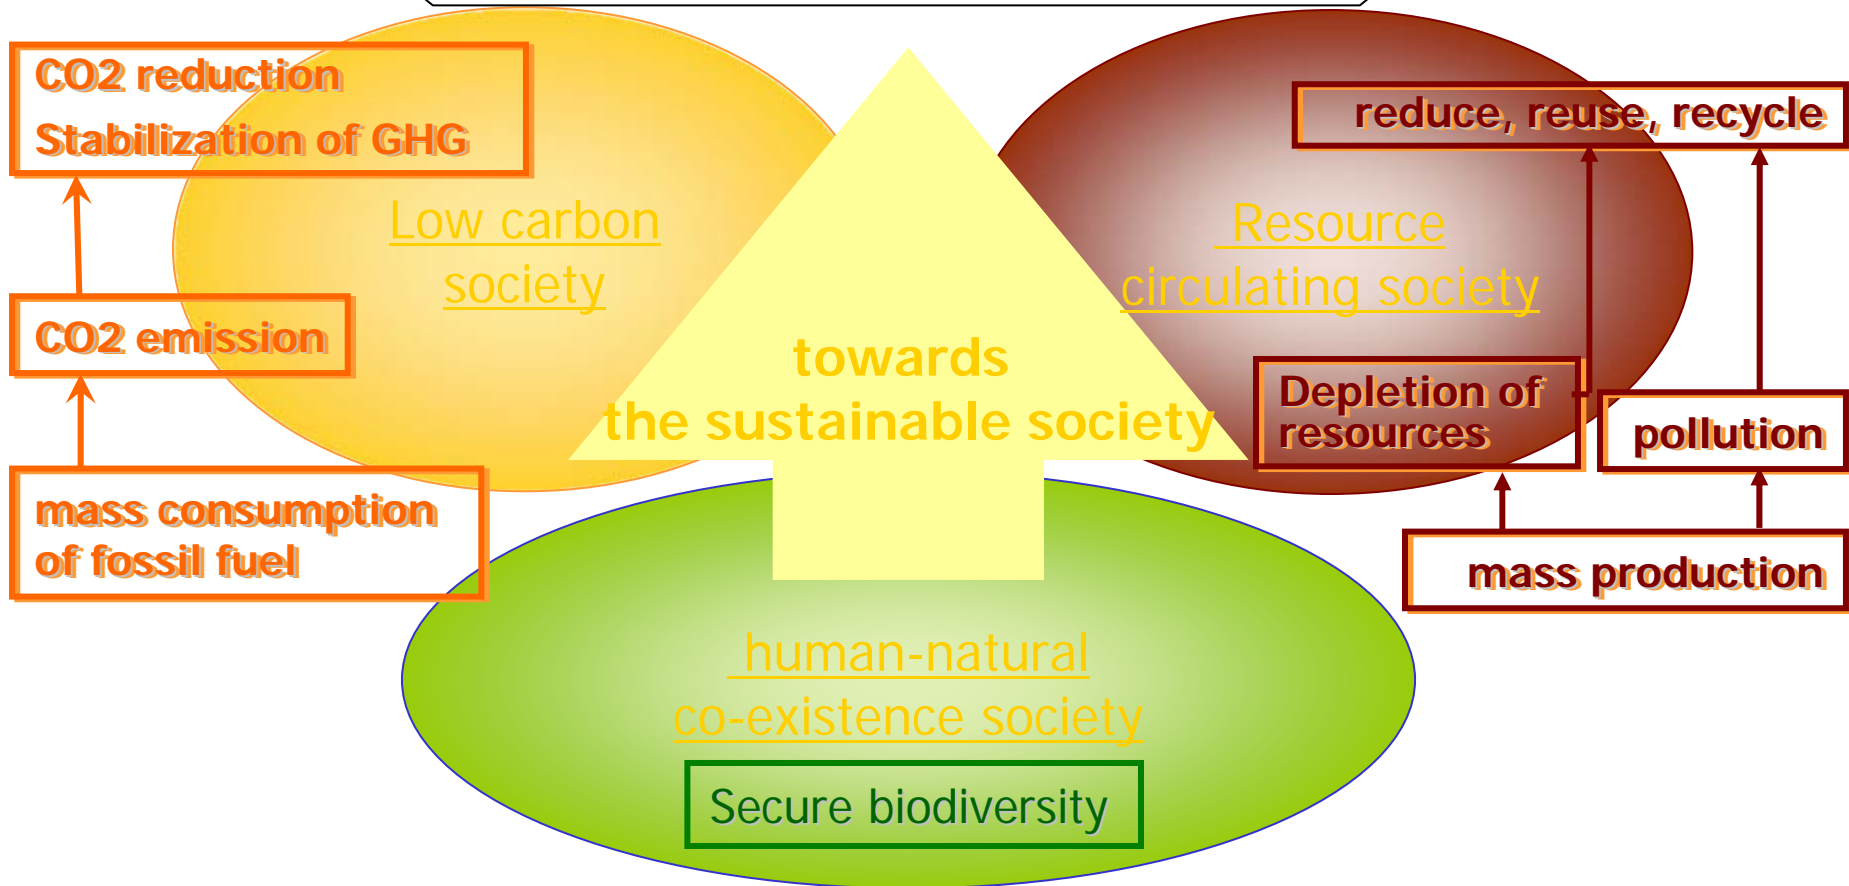 CO2 reduction
Stabilization of GHG
reduce, reuse, recycle
Low carbon
society
Resource
circulating society
CO2 emission
towards
the sustainable society
Depletion of
resources
pollution
mass consumption
of fossil fuel
mass production
human-natural
co-existence society
Secure biodiversity